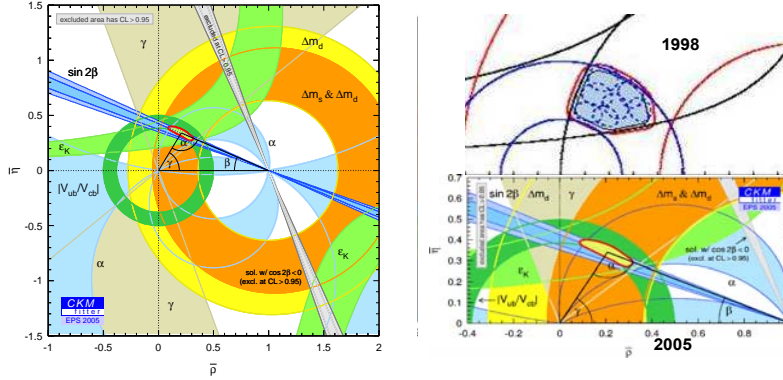 excluded area has CL > 0.95
γ
excluded at CL > 0.95
Δm_d
sin 2β
Δm_s & Δm_d
ε_K
α
α
γ
β
|V_ub/V_cb|
ε_K
α
sol. w/ cos 2β < 0
(excl. at CL > 0.95)
γ
CKM
fitter
EPS 2005
1.5
1
0.5
0
-0.5
-1
-1.5
η̄
-1
-0.5
0
0.5
1
1.5
2
ρ̄
1998
excluded area has CL > 0.95
sin 2β
Δm_d
γ
Δm_s & Δm_d
CKM
fitter
EPS 2005
sol. w/ cos 2β < 0
(excl. at CL > 0.95)
ε_K
α
α
|V_ub/V_cb|
γ
β
0.7
0.6
0.5
0.4
0.3
0.2
0.1
0
η̄
-0.4
-0.2
0
0.2
0.4
0.6
0.8
ρ̄
2005